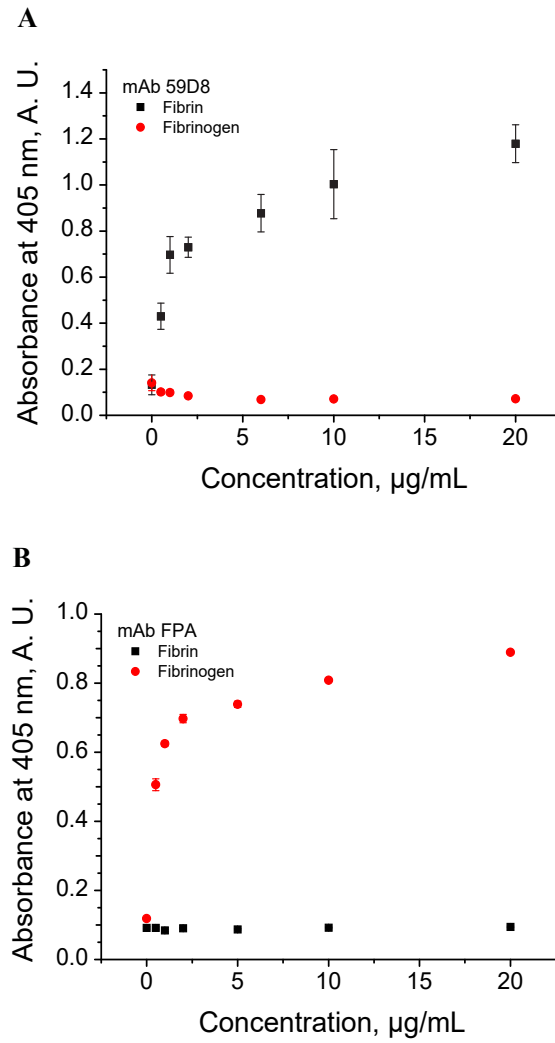 A
mAb 59D8
Fibrin
Fibrinogen
1.4
1.2
1.0
0.8
0.6
0.4
0.2
0.0
Absorbance at 405 nm, A. U.
0 5 10 15 20
Concentration, µg/mL
B
mAb FPA
Fibrin
Fibrinogen
1.0
0.8
0.6
0.4
0.2
0.0
Absorbance at 405 nm, A. U.
0 5 10 15 20
Concentration, µg/mL